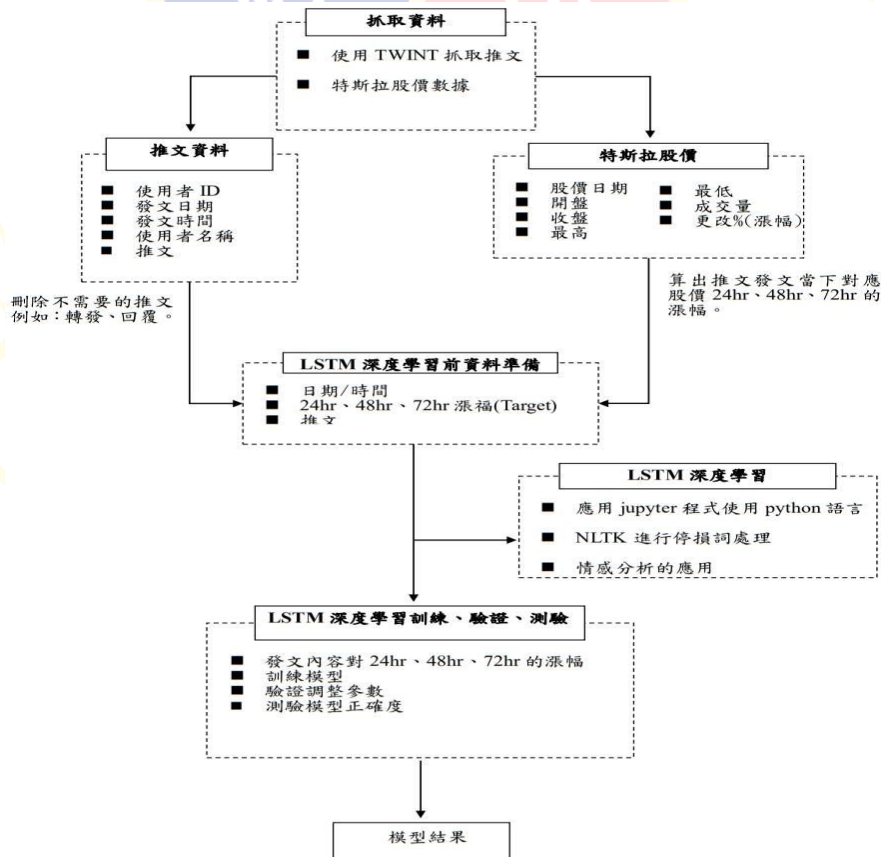 抓取資料
■ 使用 TWINT 抓取推文
■ 特斯拉股價數據
推文資料
■ 使用者 ID
■ 發文日期
■ 發文時間
■ 使用者名稱
■ 推文
特斯拉股價
■ 股價日期
■ 開盤
■ 收盤
■ 最高
■ 最低
■ 成交量
■ 更改%(漲幅)
刪除不需要的推文
例如：轉發、回覆。
算出推文發文當下對應
股價 24hr、48hr、72hr 的
漲幅。
LSTM 深度學習前資料準備
■ 日期/時間
■ 24hr、48hr、72hr 漲福(Target)
■ 推文
LSTM 深度學習
■ 應用 jupyter 程式使用 python 語言
■ NLTK 進行停損詞處理
■ 情感分析的應用
LSTM 深度學習訓練、驗證、測驗
■ 發文內容對 24hr、48hr、72hr 的漲幅
■ 訓練模型
■ 驗證調整參數
■ 測驗模型正確度
模型結果